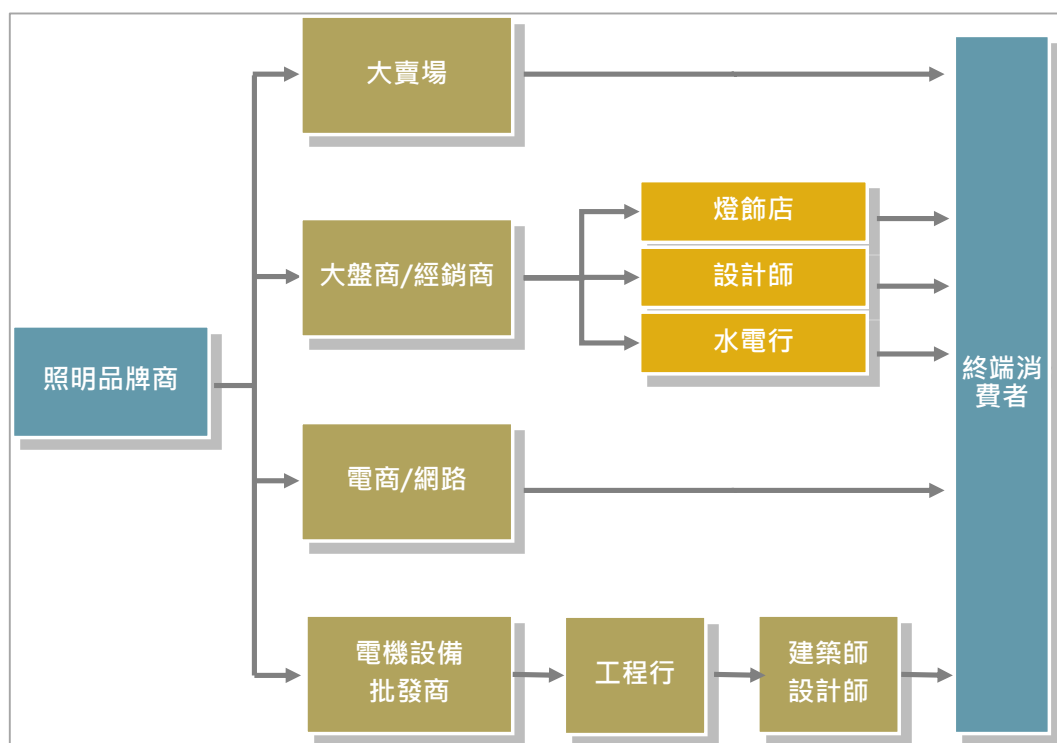 大賣場
燈飾店
大盤商/經銷商
設計師
水電行
照明品牌商
終端消
費者
電商/網路
電機設備
批發商
工程行
建築師
設計師